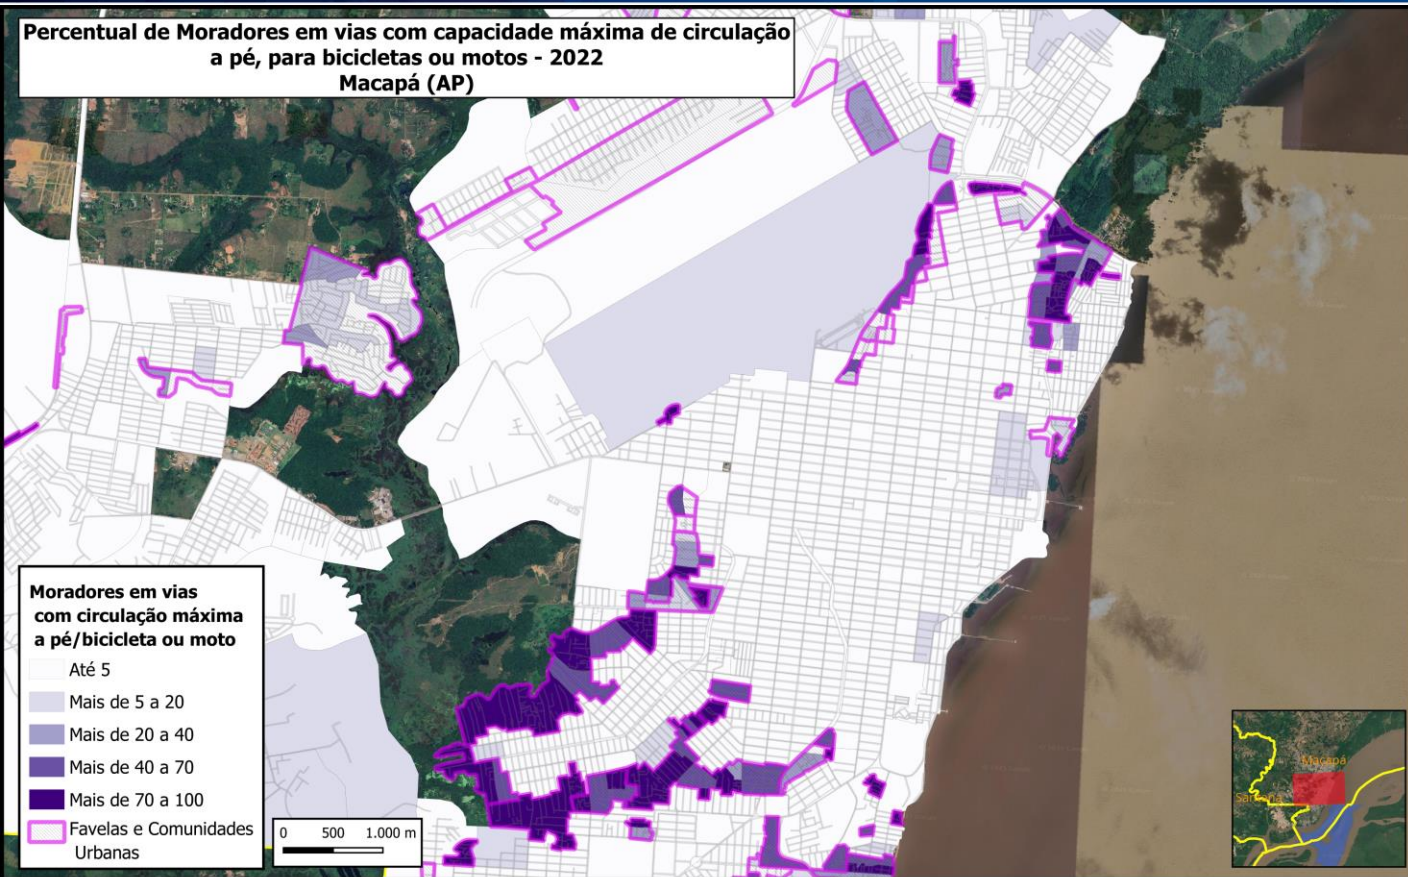 Percentual de Moradores em vias com capacidade máxima de circulação
a pé, para bicicletas ou motos - 2022
Macapá (AP)
Moradores em vias
com circulação máxima
a pé/bicicleta ou moto
Até 5
Mais de 5 a 20
Mais de 20 a 40
Mais de 40 a 70
Mais de 70 a 100
Favelas e Comunidades
Urbanas
0 500 1.000 m
Macapá